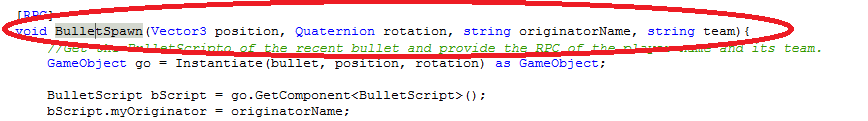 [RPC]
void BulletSpawn(Vector3 position, Quaternion rotation, string originatorName, string team){
//Get the BulletScripto of the recent bullet and provide the RPC of the player name and its team.
GameObject go = Instantiate(bullet, position, rotation) as GameObject;
BulletScript bScript = go.GetComponent<BulletScript>();
bScript.myOriginator = originatorName;